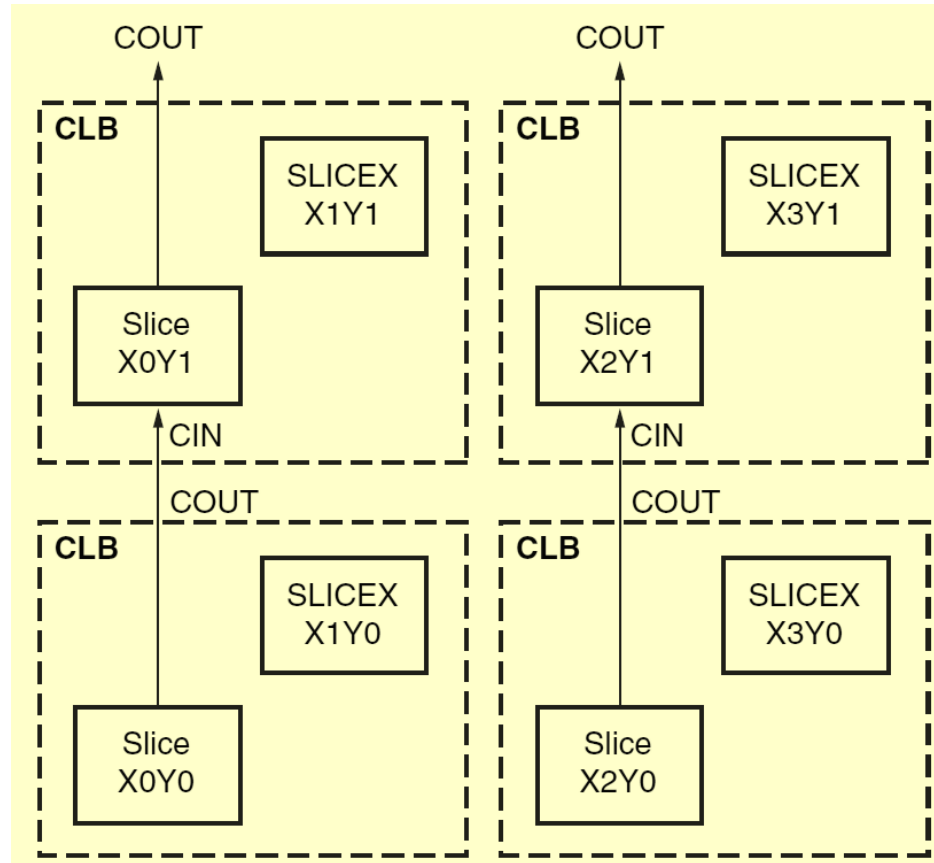 COUT
COUT
CLB
SLICEX
X1Y1
Slice
X0Y1
CIN
COUT
CLB
SLICEX
X3Y1
Slice
X2Y1
CIN
COUT
CLB
SLICEX
X1Y0
Slice
X0Y0
CLB
SLICEX
X3Y0
Slice
X2Y0